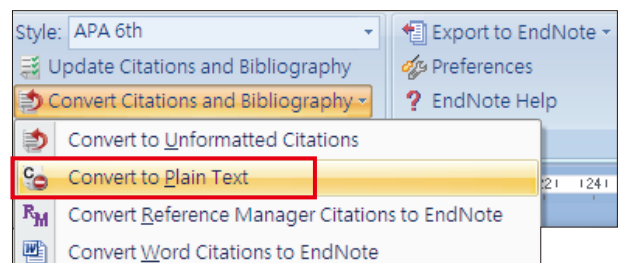 Style: APA 6th
Export to EndNote
Update Citations and Bibliography
Preferences
Convert Citations and Bibliography
? EndNote Help
Convert to Unformatted Citations
Convert to Plain Text
Convert Reference Manager Citations to EndNote
Convert Word Citations to EndNote